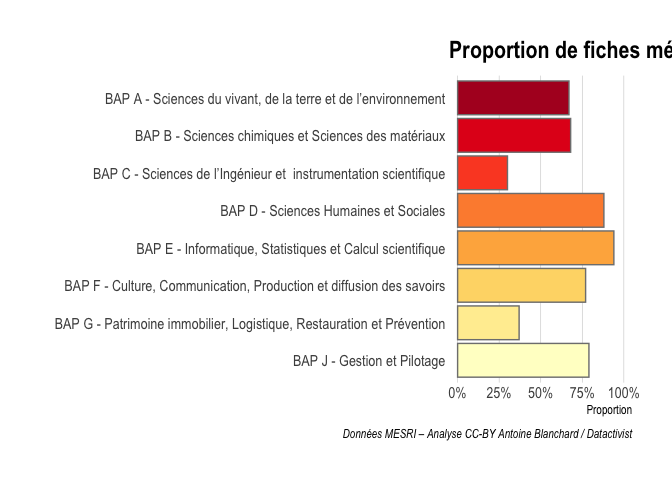 Proportion de fiches mé
BAP A - Sciences du vivant, de la terre et de l'environnement
BAP B - Sciences chimiques et Sciences des matériaux
BAP C - Sciences de l'Ingénieur et  instrumentation scientifique
BAP D - Sciences Humaines et Sociales
BAP E - Informatique, Statistiques et Calcul scientifique
BAP F - Culture, Communication, Production et diffusion des savoirs
BAP G - Patrimoine immobilier, Logistique, Restauration et Prévention
BAP J - Gestion et Pilotage
0% 25% 50% 75% 100%
Proportion
Données MESRI – Analyse CC-BY Antoine Blanchard / Datactivist